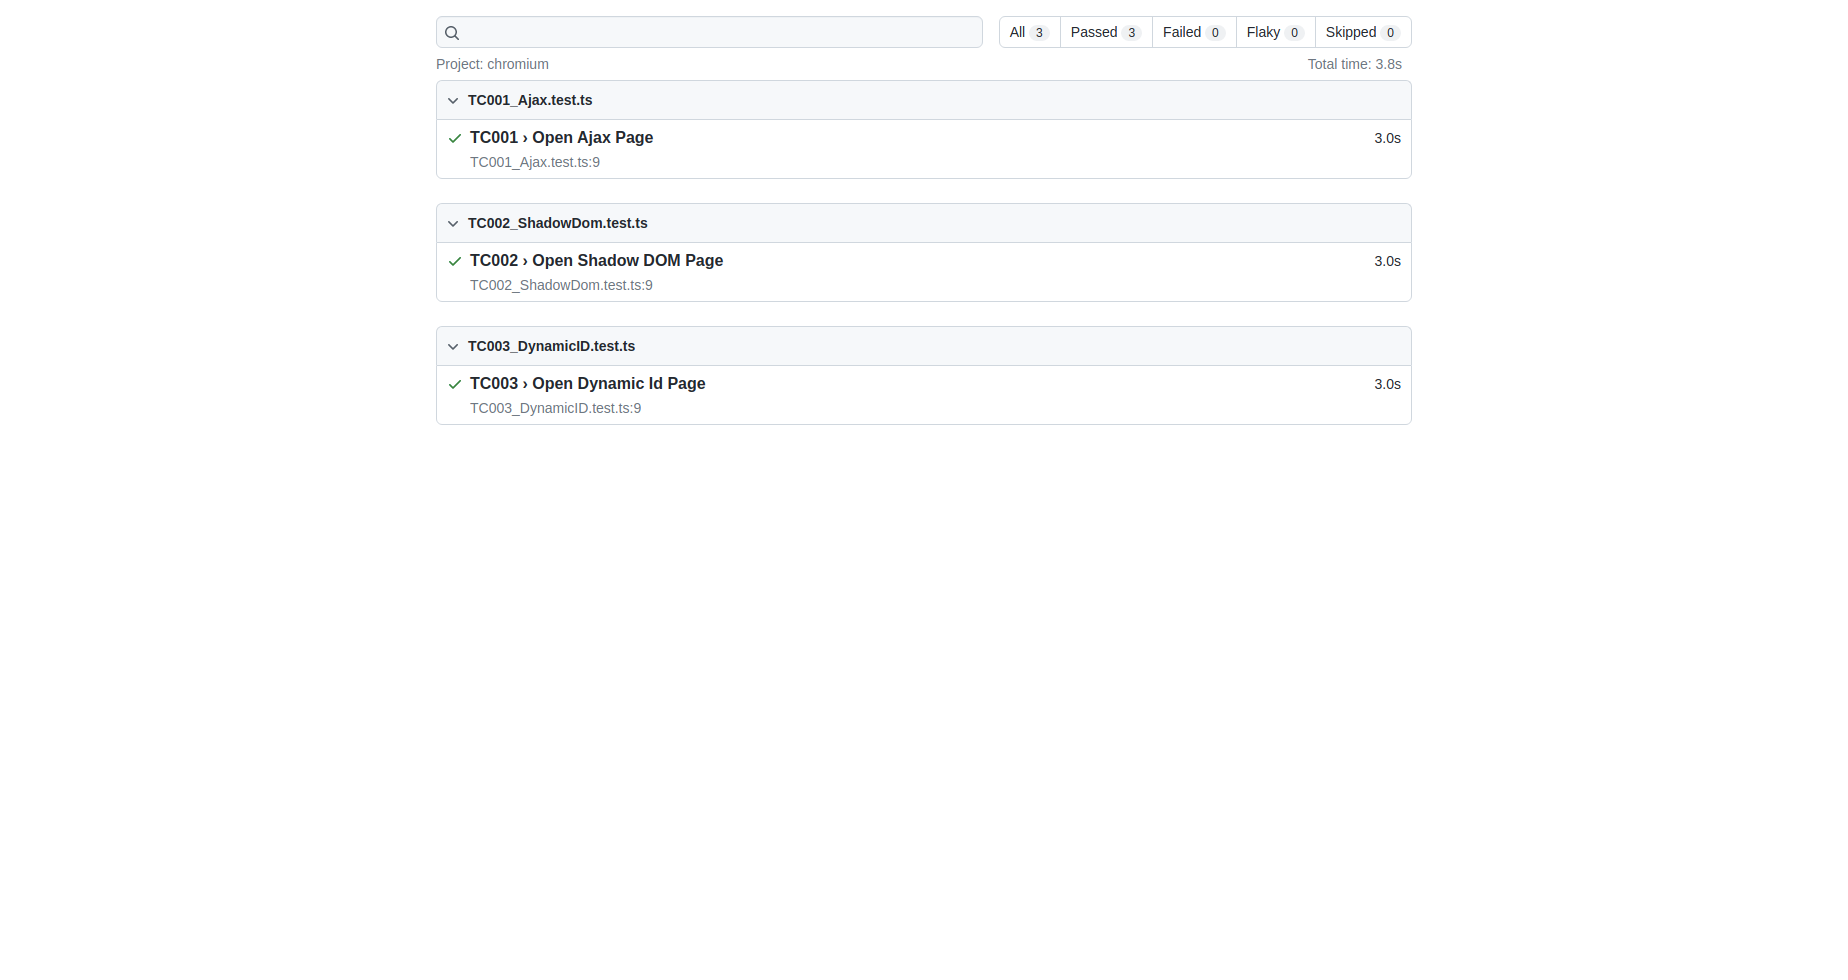 All 3 Passed 3 Failed 0 Flaky 0 Skipped 0
Project: chromium Total time: 3.8s
TC001_Ajax.test.ts
TC001 › Open Ajax Page 3.0s
TC001_Ajax.test.ts:9
TC002_ShadowDom.test.ts
TC002 › Open Shadow DOM Page 3.0s
TC002_ShadowDom.test.ts:9
TC003_DynamicID.test.ts
TC003 › Open Dynamic Id Page 3.0s
TC003_DynamicID.test.ts:9